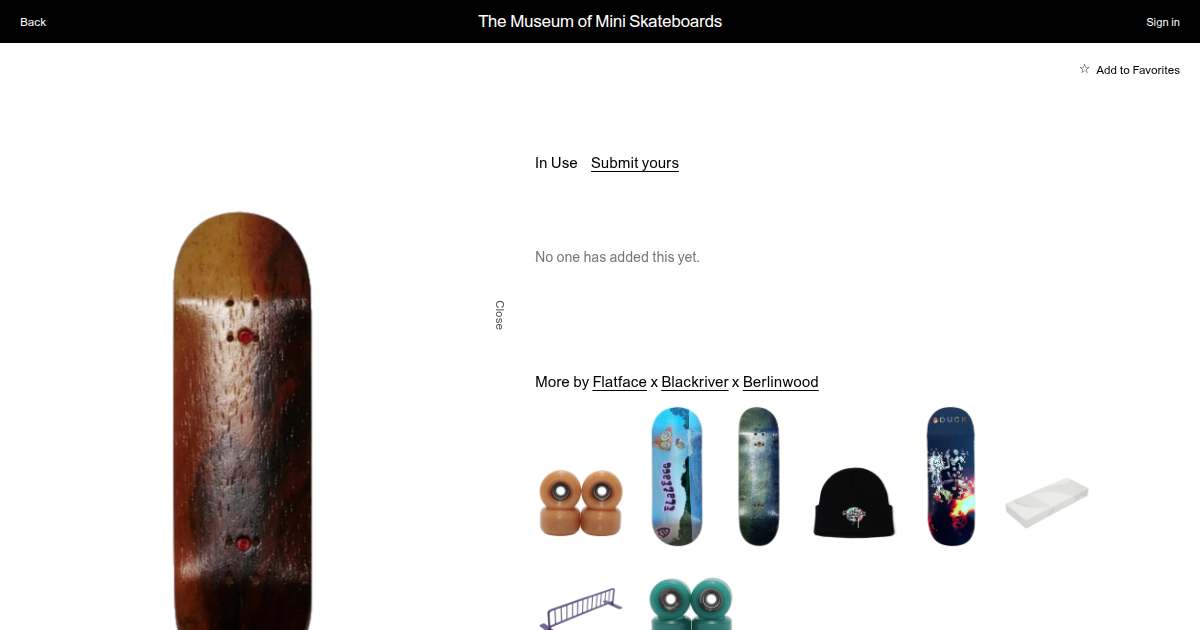 Back
The Museum of Mini Skateboards
Sign in
☆ Add to Favorites
In Use Submit yours
No one has added this yet.
Close
More by Flatface x Blackriver x Berlinwood